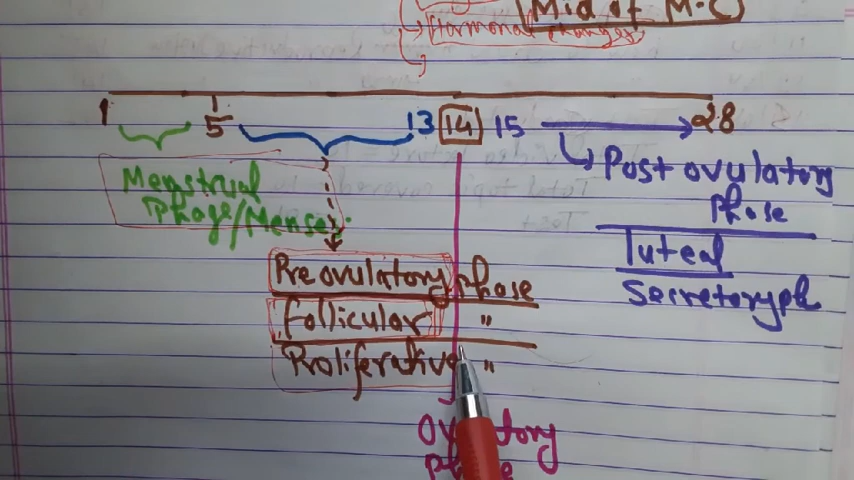 Mid of M.C)
Hormonal changes
1 5 13 14 15 28
Menstrual
Phase/Menses.
Post ovulatory
Phase
luteal
Secretory ph
Preovulatory phase
follicular "
Proliferative "
Ovulatory
phase